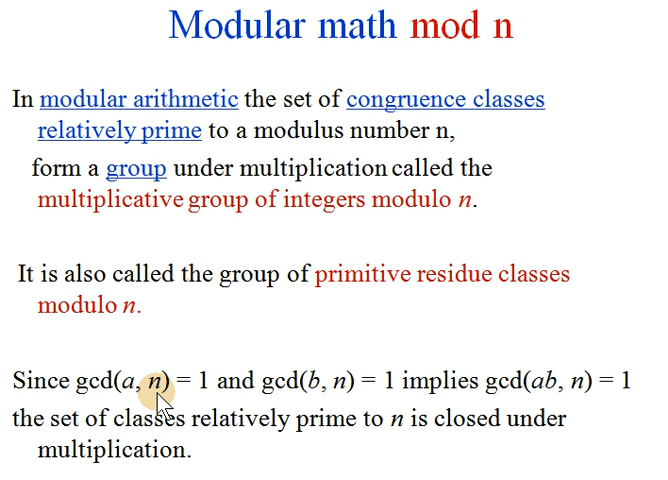 Modular math mod n
In modular arithmetic the set of congruence classes
relatively prime to a modulus number n,
form a group under multiplication called the
multiplicative group of integers modulo n.
It is also called the group of primitive residue classes
modulo n.
Since gcd(a, n) = 1 and gcd(b, n) = 1 implies gcd(ab, n) = 1
the set of classes relatively prime to n is closed under
multiplication.